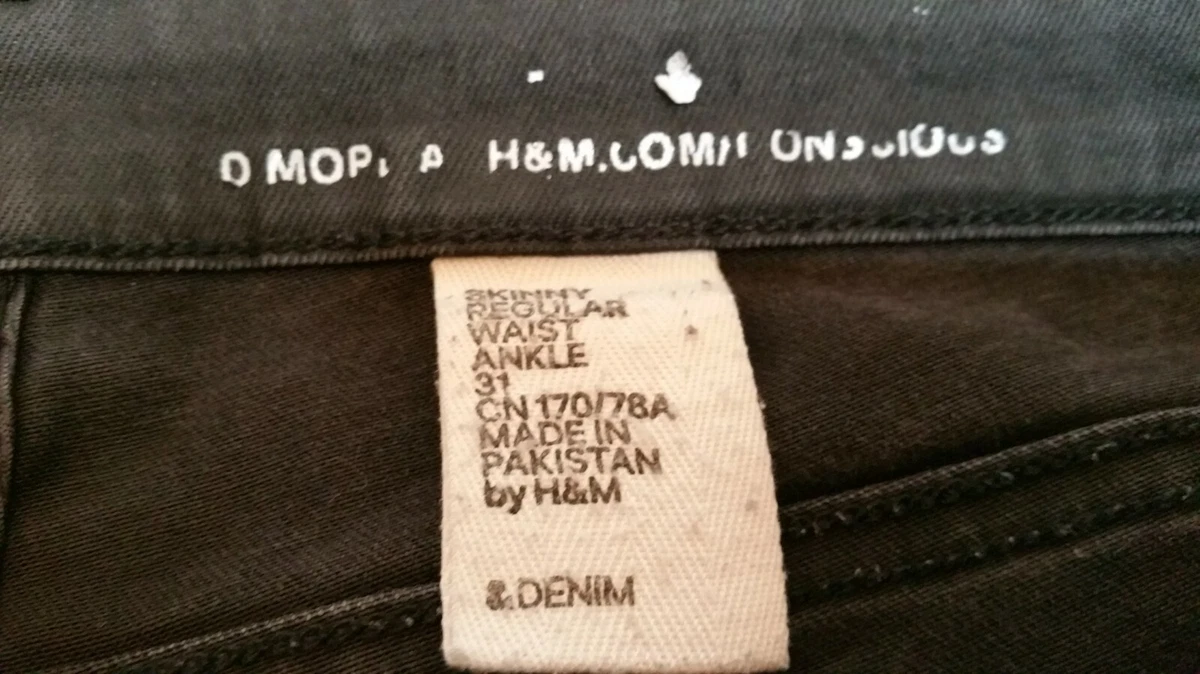 H&M.COM/
SKINNY
REGULAR
WAIST
ANKLE
31
CN 170/78A
MADE IN
PAKISTAN
by H&M
&DENIM